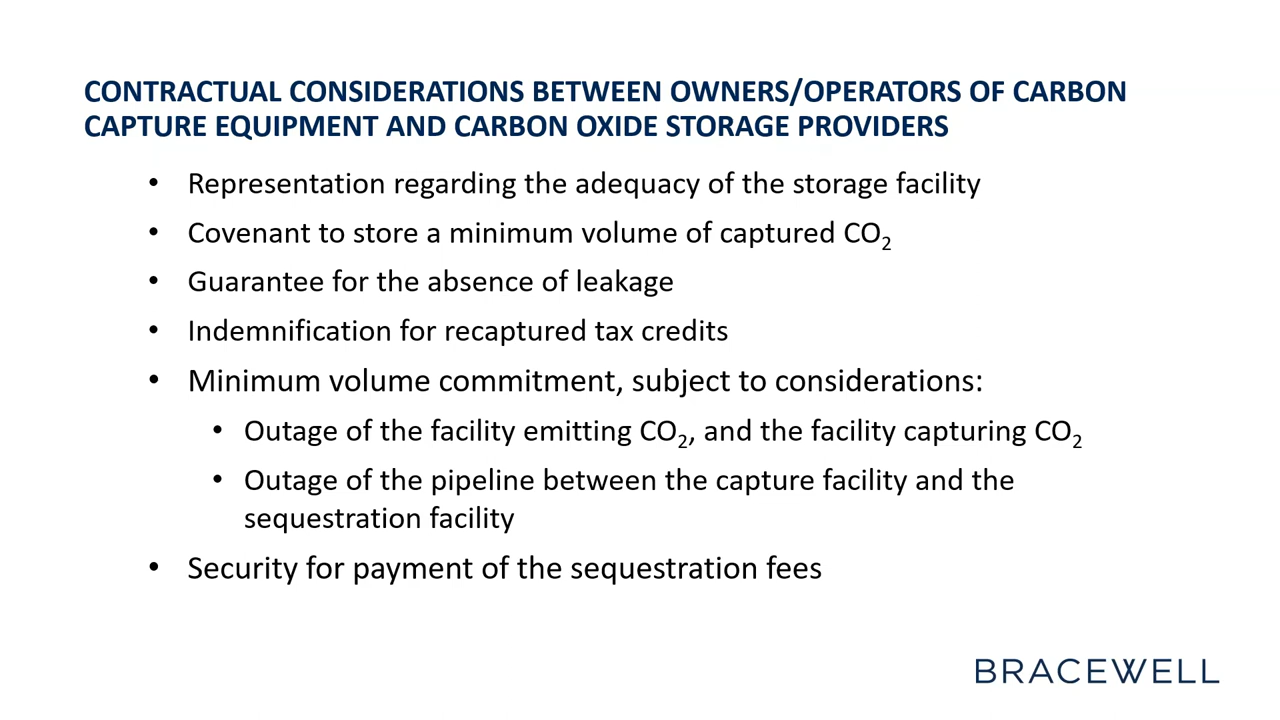 CONTRACTUAL CONSIDERATIONS BETWEEN OWNERS/OPERATORS OF CARBON
CAPTURE EQUIPMENT AND CARBON OXIDE STORAGE PROVIDERS
• Representation regarding the adequacy of the storage facility
• Covenant to store a minimum volume of captured CO₂
• Guarantee for the absence of leakage
• Indemnification for recaptured tax credits
• Minimum volume commitment, subject to considerations:
• Outage of the facility emitting CO₂, and the facility capturing CO₂
• Outage of the pipeline between the capture facility and the
sequestration facility
• Security for payment of the sequestration fees
BRACEWELL